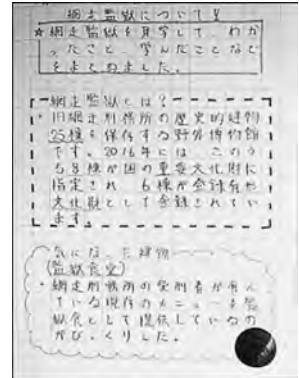 網走監獄について!!
☆網走監獄を見学して、わか
ったこと、学んだことなど
をまとめました。
網走監獄とは?
・旧網走刑務所の歴史的建物
25棟を保存する野外博物館
です。2016年には、このう
ち8棟が国の重要文化財に
指定され、6棟が登録有形
文化財として登録されてい
ます。
気になった建物
(監獄食堂)
・網走刑務所の受刑者が食べ
ている現在のメニューを監
獄食として提供しているの
がびっくりした。